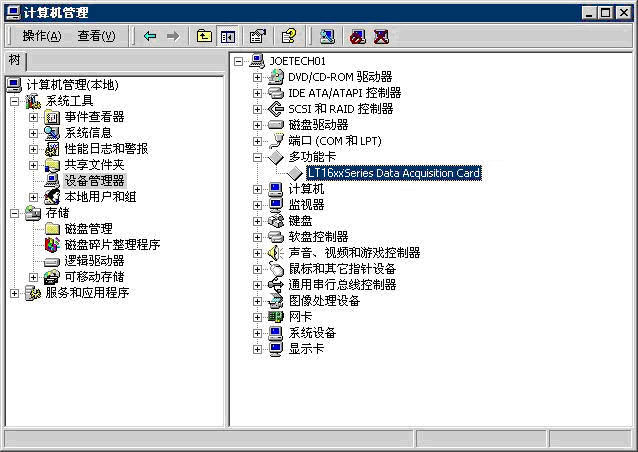 计算机管理
操作(A) 查看(V)
树
计算机管理(本地)
系统工具
事件查看器
系统信息
性能日志和警报
共享文件夹
设备管理器
本地用户和组
存储
磁盘管理
磁盘碎片整理程序
逻辑驱动器
可移动存储
服务和应用程序
JOETECH01
DVD/CD-ROM 驱动器
IDE ATA/ATAPI 控制器
SCSI 和 RAID 控制器
磁盘驱动器
端口 (COM 和 LPT)
多功能卡
LT16xxSeries Data Acquisition Card
计算机
监视器
键盘
软盘控制器
声音、视频和游戏控制器
鼠标和其它指针设备
通用串行总线控制器
图像处理设备
网卡
系统设备
显示卡